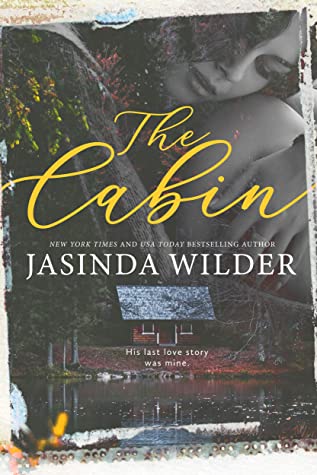 The
Cabin
NEW YORK TIMES AND USA TODAY BESTSELLING AUTHOR
JASINDA WILDER
His last love story
was mine.